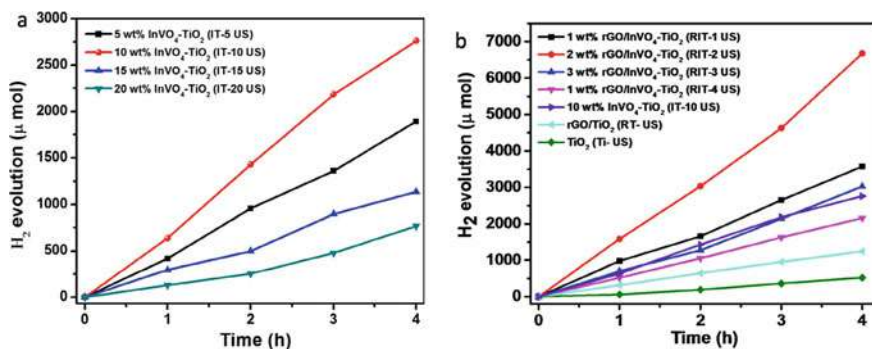 a
5 wt% InVO₄-TiO₂ (IT-5 US)
10 wt% InVO₄-TiO₂ (IT-10 US)
15 wt% InVO₄-TiO₂ (IT-15 US)
20 wt% InVO₄-TiO₂ (IT-20 US)
H₂ evolution (μ mol)
3000
2500
2000
1500
1000
500
0
0 1 2 3 4
Time (h)
b
1 wt% rGO/InVO₄-TiO₂ (RIT-1 US)
2 wt% rGO/InVO₄-TiO₂ (RIT-2 US)
3 wt% rGO/InVO₄-TiO₂ (RIT-3 US)
1 wt% rGO/InVO₄-TiO₂ (RIT-4 US)
10 wt% InVO₄-TiO₂ (IT-10 US)
rGO/TiO₂ (RT- US)
TiO₂ (Ti- US)
H₂ evolution (μ mol)
7000
6000
5000
4000
3000
2000
1000
0
0 1 2 3 4
Time (h)